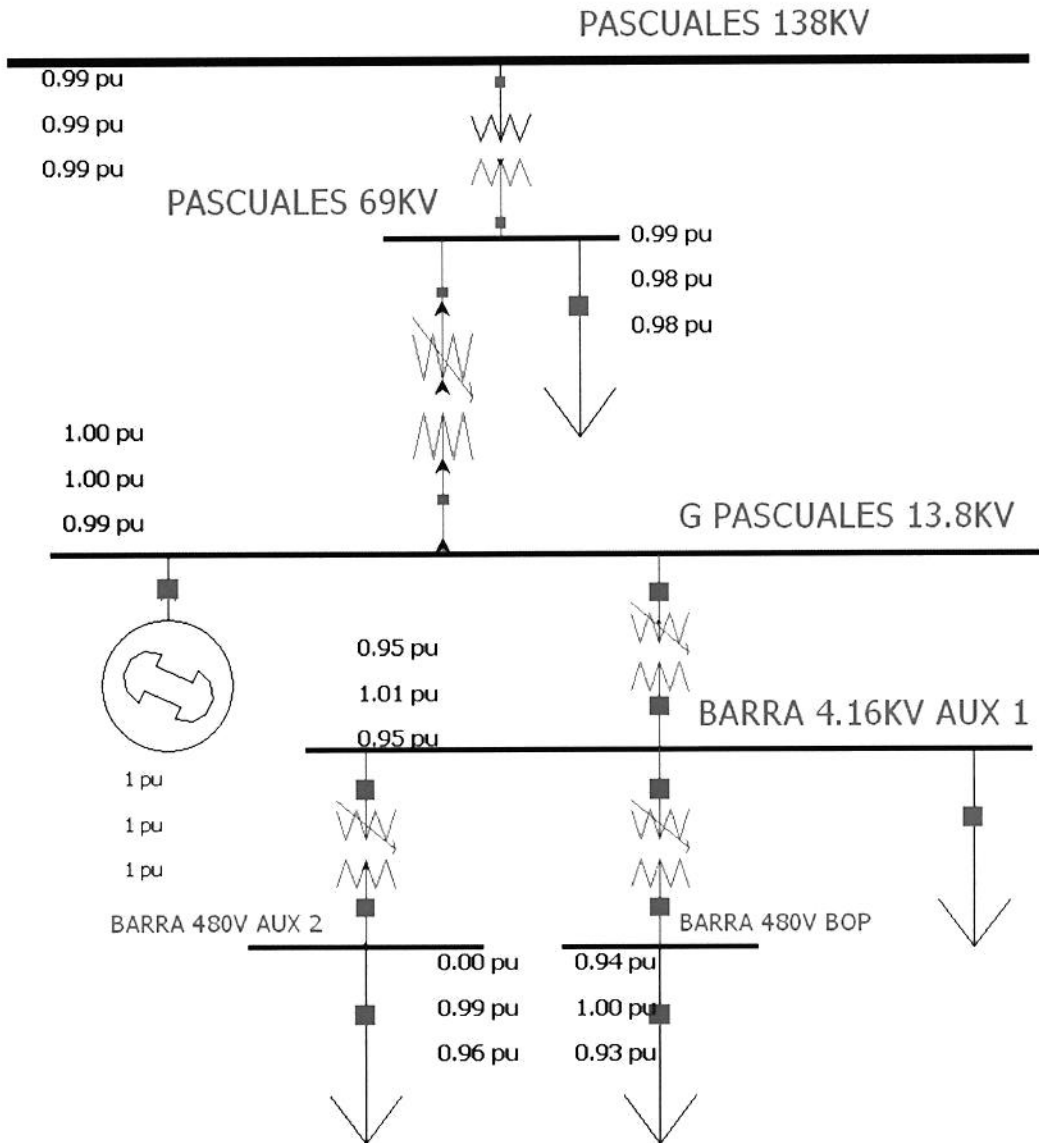 PASCUALES 138KV
0.99 pu
0.99 pu
0.99 pu
PASCUALES 69KV
0.99 pu
0.98 pu
0.98 pu
1.00 pu
1.00 pu
0.99 pu
G PASCUALES 13.8KV
0.95 pu
1.01 pu
0.95 pu
BARRA 4.16KV AUX 1
1 pu
1 pu
1 pu
BARRA 480V AUX 2
BARRA 480V BOP
0.00 pu
0.99 pu
0.96 pu
0.94 pu
1.00 pu
0.93 pu